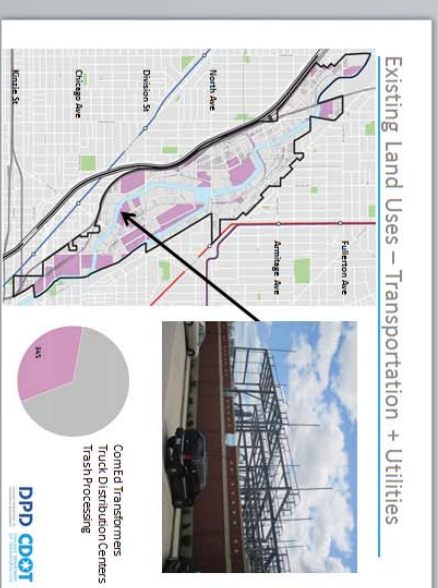 Existing Land Uses – Transportation + Utilities
Fullerton Ave
Armitage Ave
North Ave
Division St
Chicago Ave
Kinzie St
34%
ComEd Transformers
Truck Distribution Centers
Trash Processing
DPD CDOT